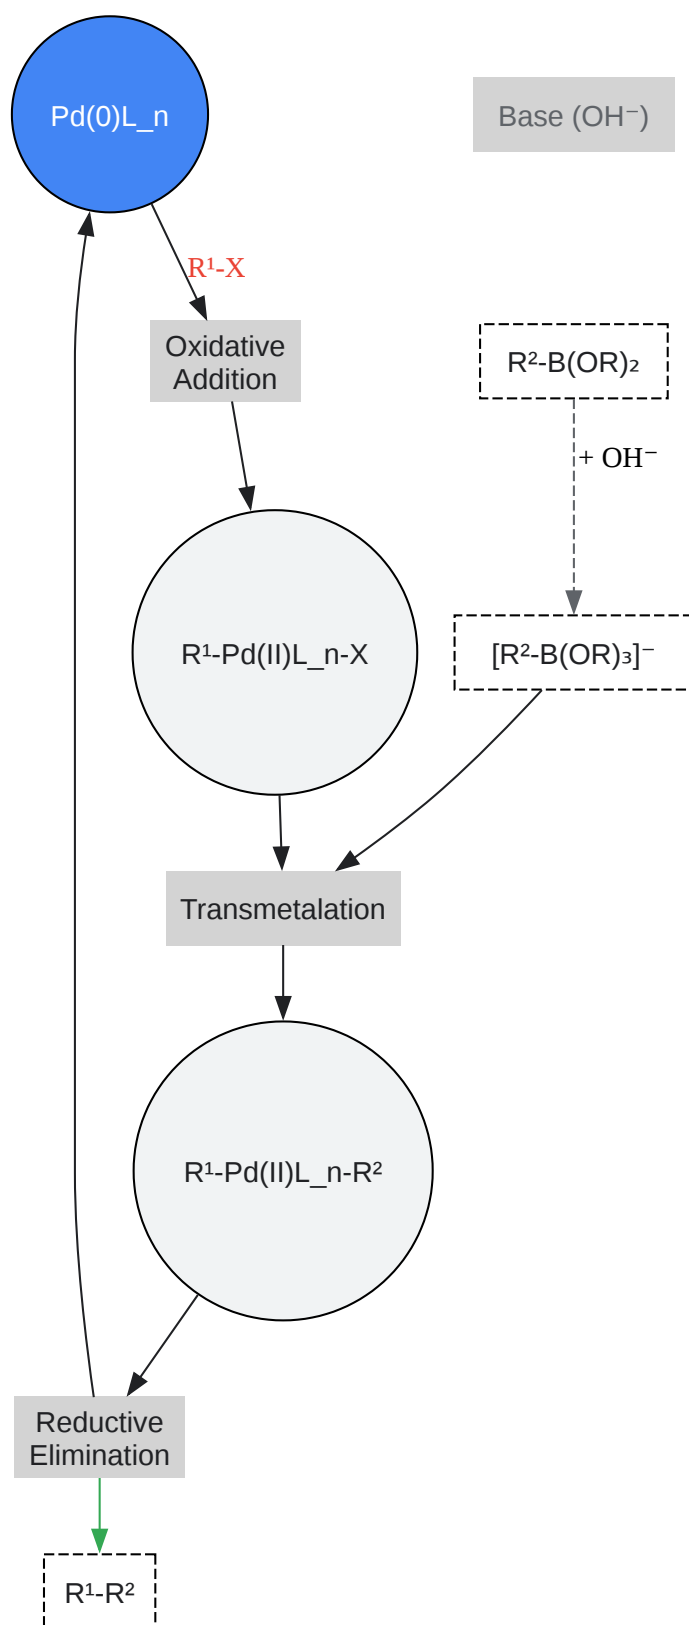 Pd(0)L_n
Base (OH⁻)
R¹-X
Oxidative
Addition
R²-B(OR)₂
+ OH⁻
R¹-Pd(II)L_n-X
[R²-B(OR)₃]⁻
Transmetalation
R¹-Pd(II)L_n-R²
Reductive
Elimination
R¹-R²